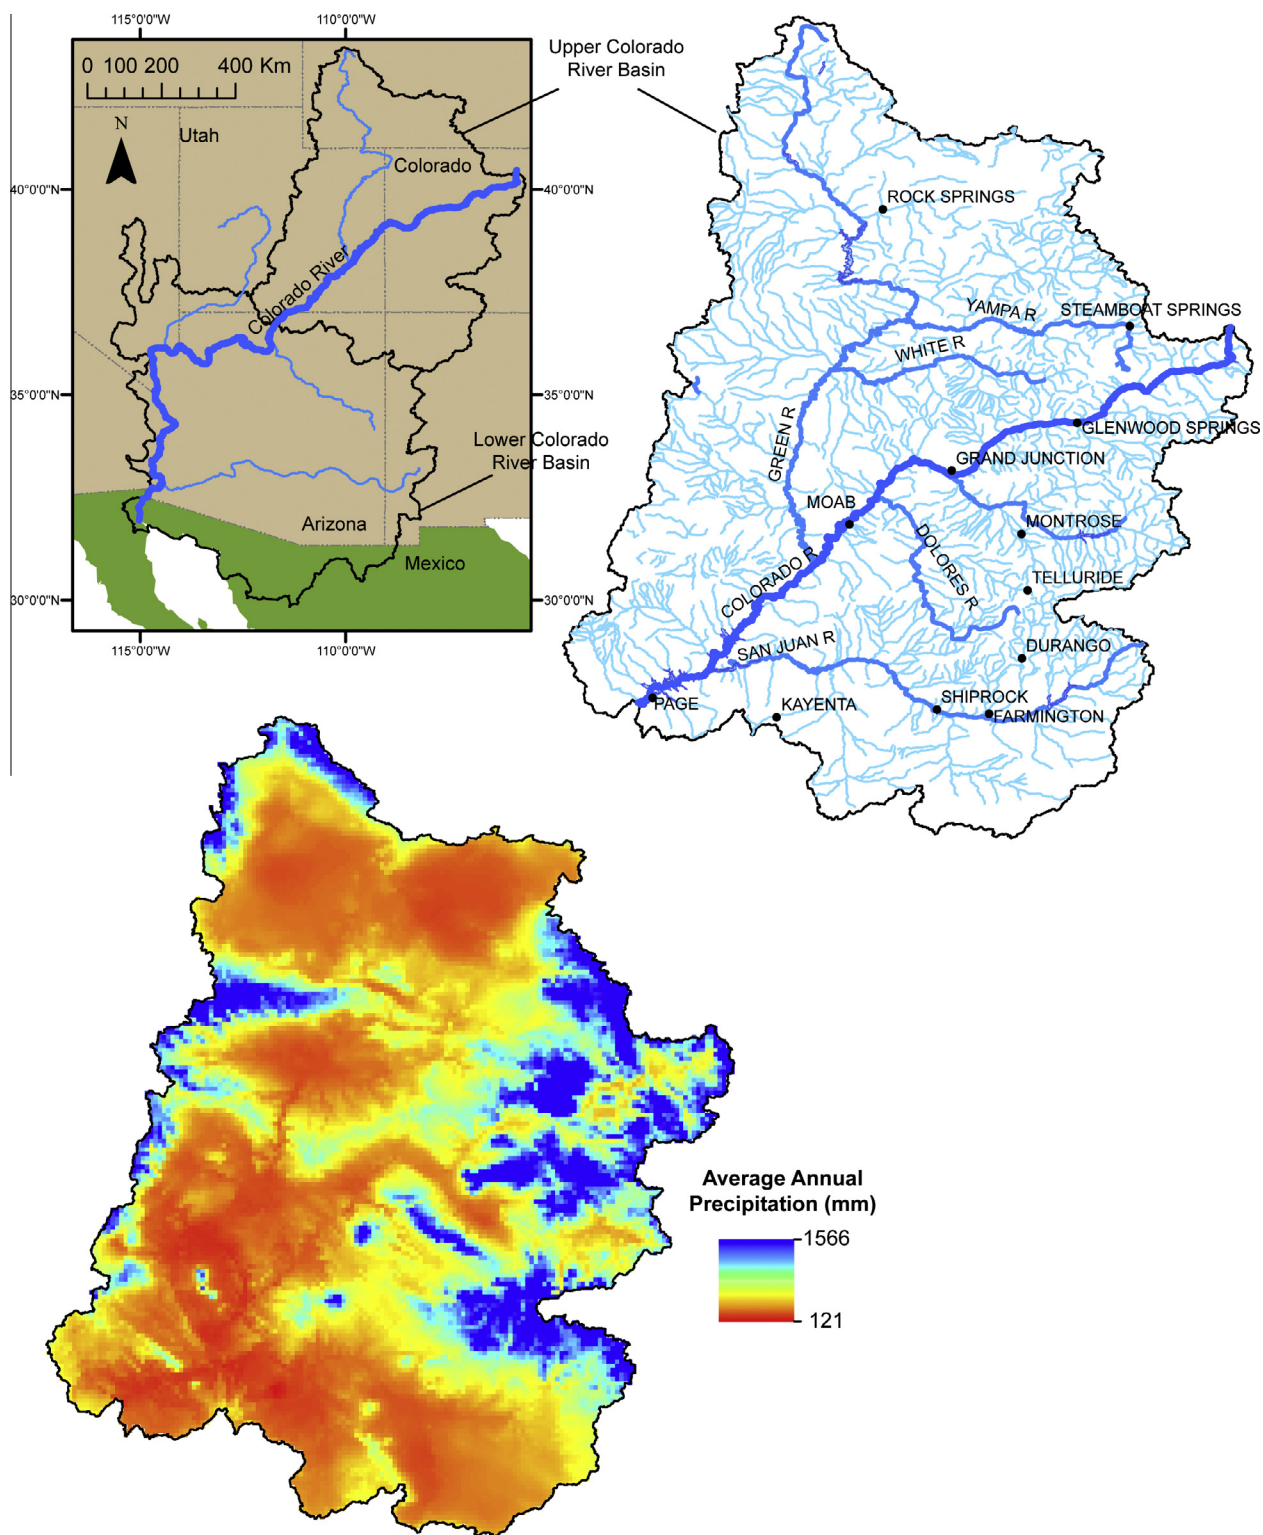 115°0'0"W
110°0'0"W
0 100 200 400 Km
N
Utah
Colorado
Colorado River
40°0'0"N
40°0'0"N
35°0'0"N
35°0'0"N
30°0'0"N
30°0'0"N
Arizona
Mexico
115°0'0"W
110°0'0"W
Upper Colorado
River Basin
Lower Colorado
River Basin
ROCK SPRINGS
YAMPA R
STEAMBOAT SPRINGS
WHITE R
GREEN R
GLENWOOD SPRINGS
GRAND JUNCTION
MOAB
MONTROSE
DOLORES R
COLORADO R
TELLURIDE
SAN JUAN R
DURANGO
PAGE
KAYENTA
SHIPROCK
FARMINGTON
Average Annual
Precipitation (mm)
1566
121